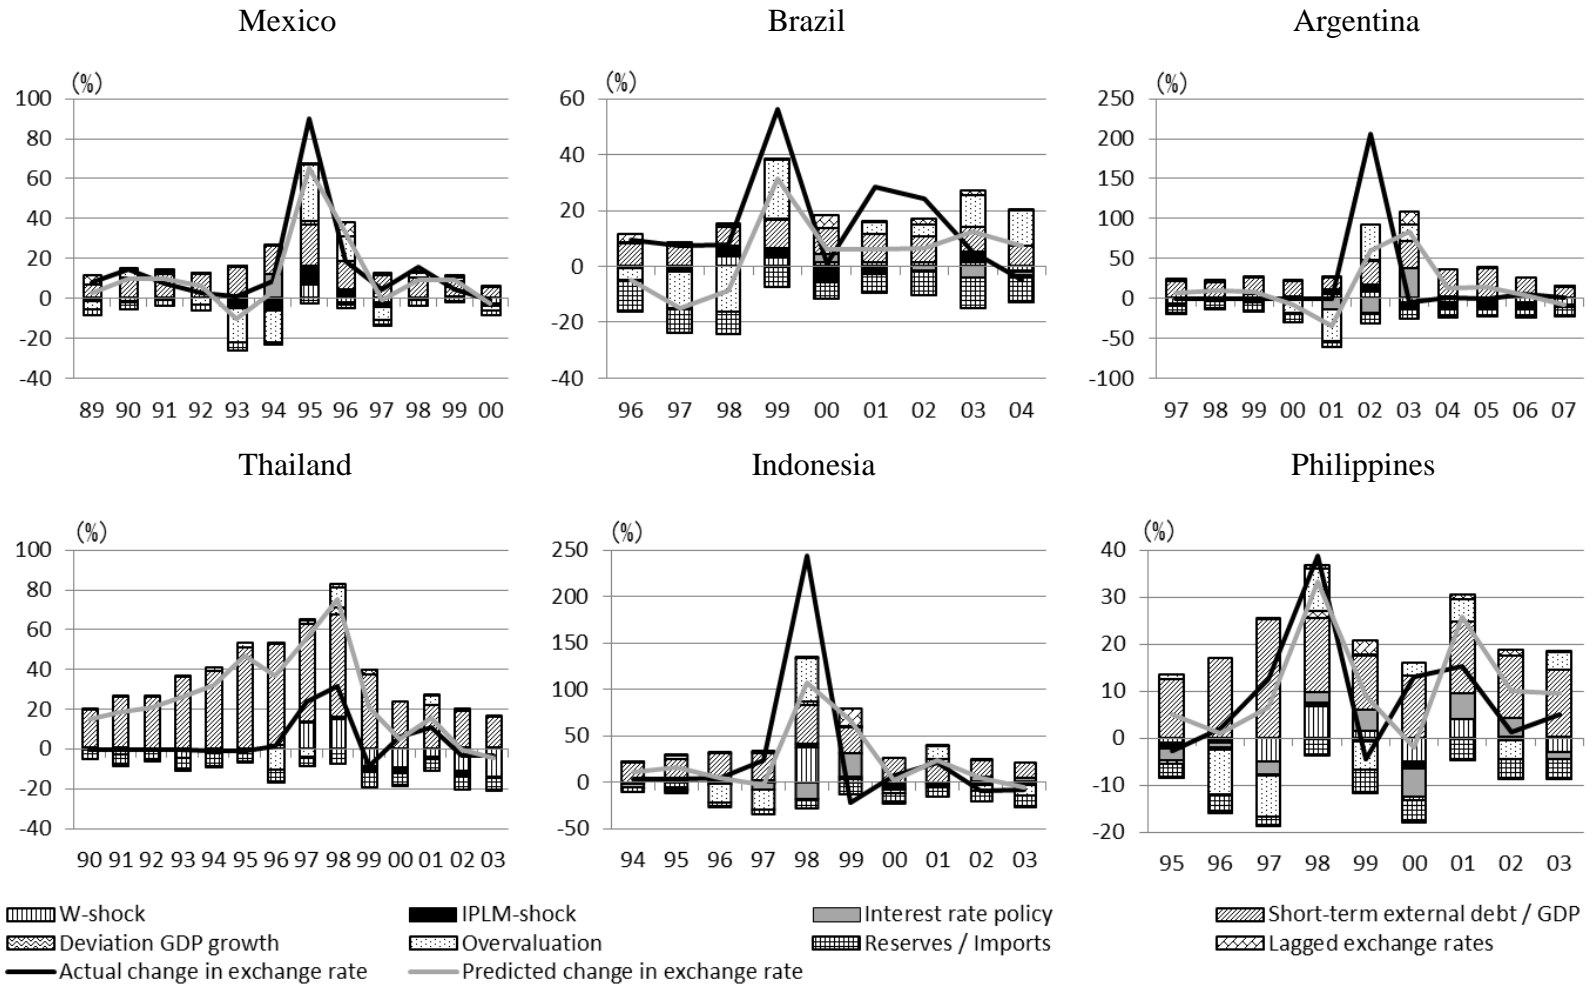 Mexico Brazil Argentina
(%) (%) (%)
100 60 250
80 40 200
60 20 150
40 0 100
20 -20 50
0 -40 0
-20 -50
-40 -100
89 90 91 92 93 94 95 96 97 98 99 00
96 97 98 99 00 01 02 03 04
97 98 99 00 01 02 03 04 05 06 07
Thailand Indonesia Philippines
(%) (%) (%)
100 250 40
80 200 30
60 150 20
40 100 10
20 50 0
0 0 -10
-20 -50 -20
-40
90 91 92 93 94 95 96 97 98 99 00 01 02 03
94 95 96 97 98 99 00 01 02 03
95 96 97 98 99 00 01 02 03
W-shock IPLM-shock Interest rate policy Short-term external debt / GDP
Deviation GDP growth Overvaluation Reserves / Imports Lagged exchange rates
Actual change in exchange rate Predicted change in exchange rate